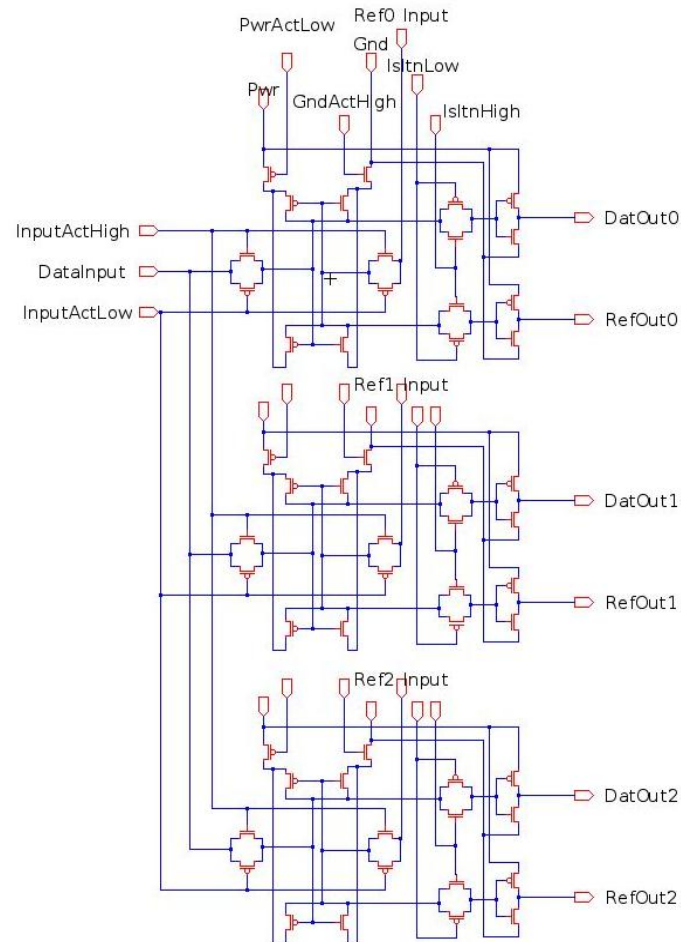 Ref0 Input
PwrActLow
Gnd
IsltnLow
Pwr
GndActHigh
IsltnHigh
InputActHigh
DatOut0
DataInput
InputActLow
RefOut0
Ref1 Input
DatOut1
RefOut1
Ref2 Input
DatOut2
RefOut2